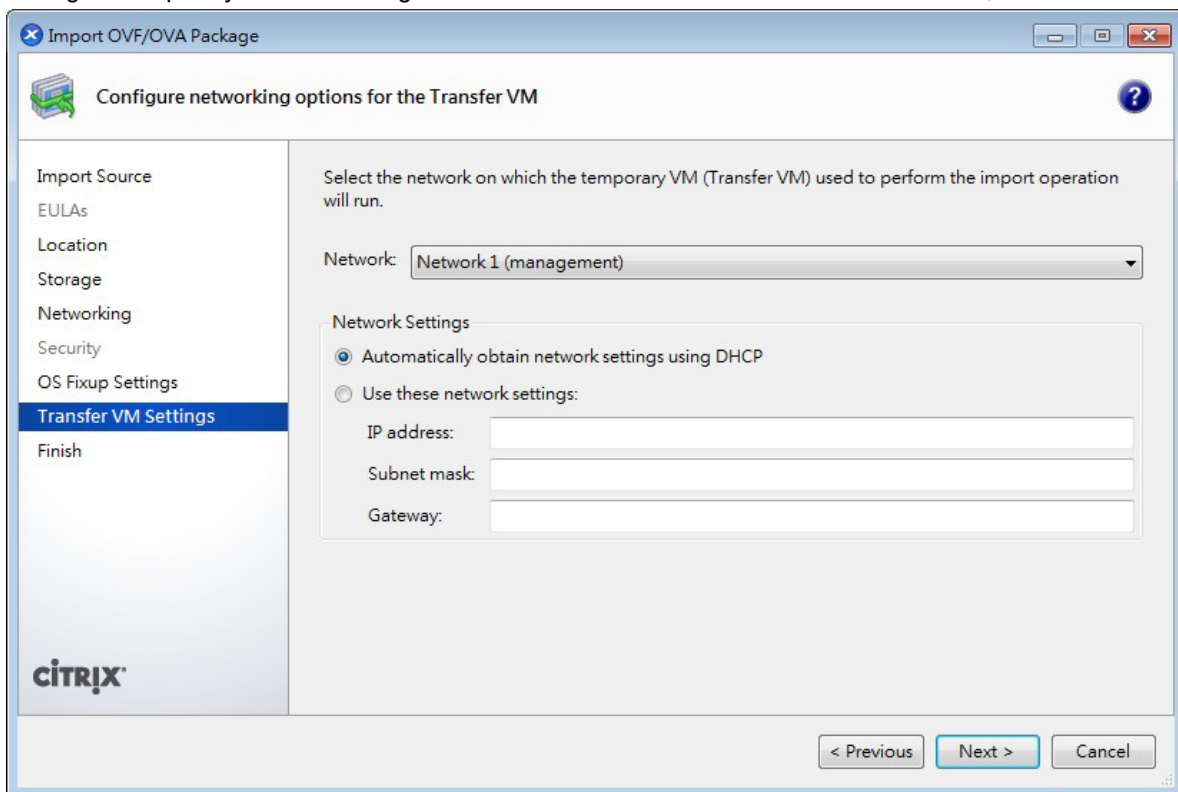 Import OVF/OVA Package
Configure networking options for the Transfer VM
?
Import Source
EULAs
Location
Storage
Networking
Security
OS Fixup Settings
Transfer VM Settings
Finish
CİTRIX
Select the network on which the temporary VM (Transfer VM) used to perform the import operation
will run.
Network: Network 1 (management)
Network Settings
Automatically obtain network settings using DHCP
Use these network settings:
IP address:
Subnet mask:
Gateway:
< Previous Next > Cancel